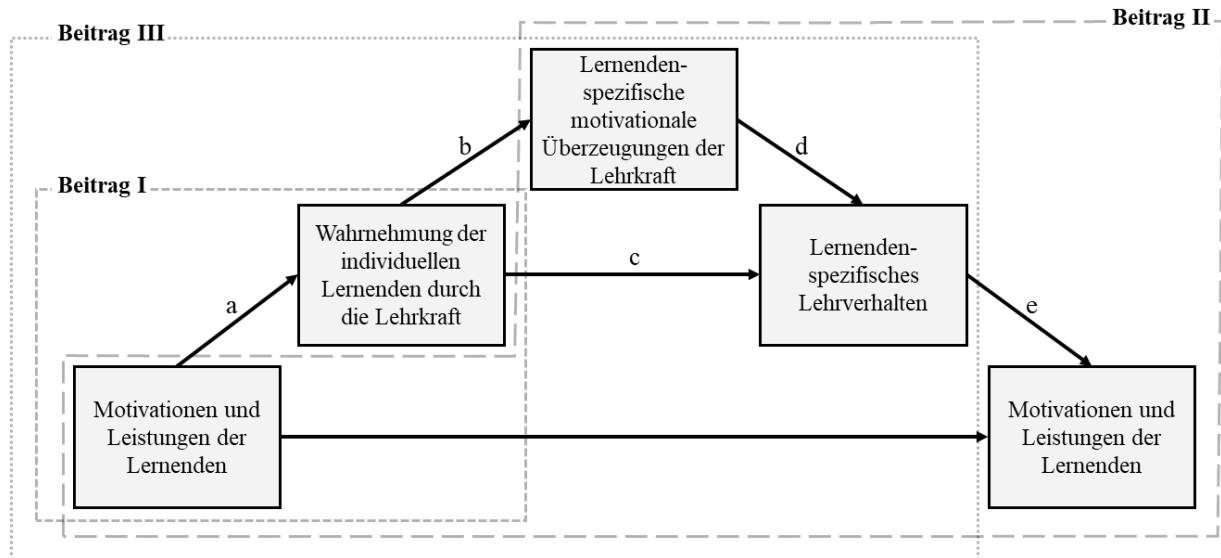 Beitrag II
Beitrag III
Lernenden-
spezifische
motivationale
Überzeugungen der
Lehrkraft
b
d
Beitrag I
Wahrnehmung der
individuellen
Lernenden durch
die Lehrkraft
c
Lernenden-
spezifisches
Lehrverhalten
a
e
Motivationen und
Leistungen der
Lernenden
Motivationen und
Leistungen der
Lernenden